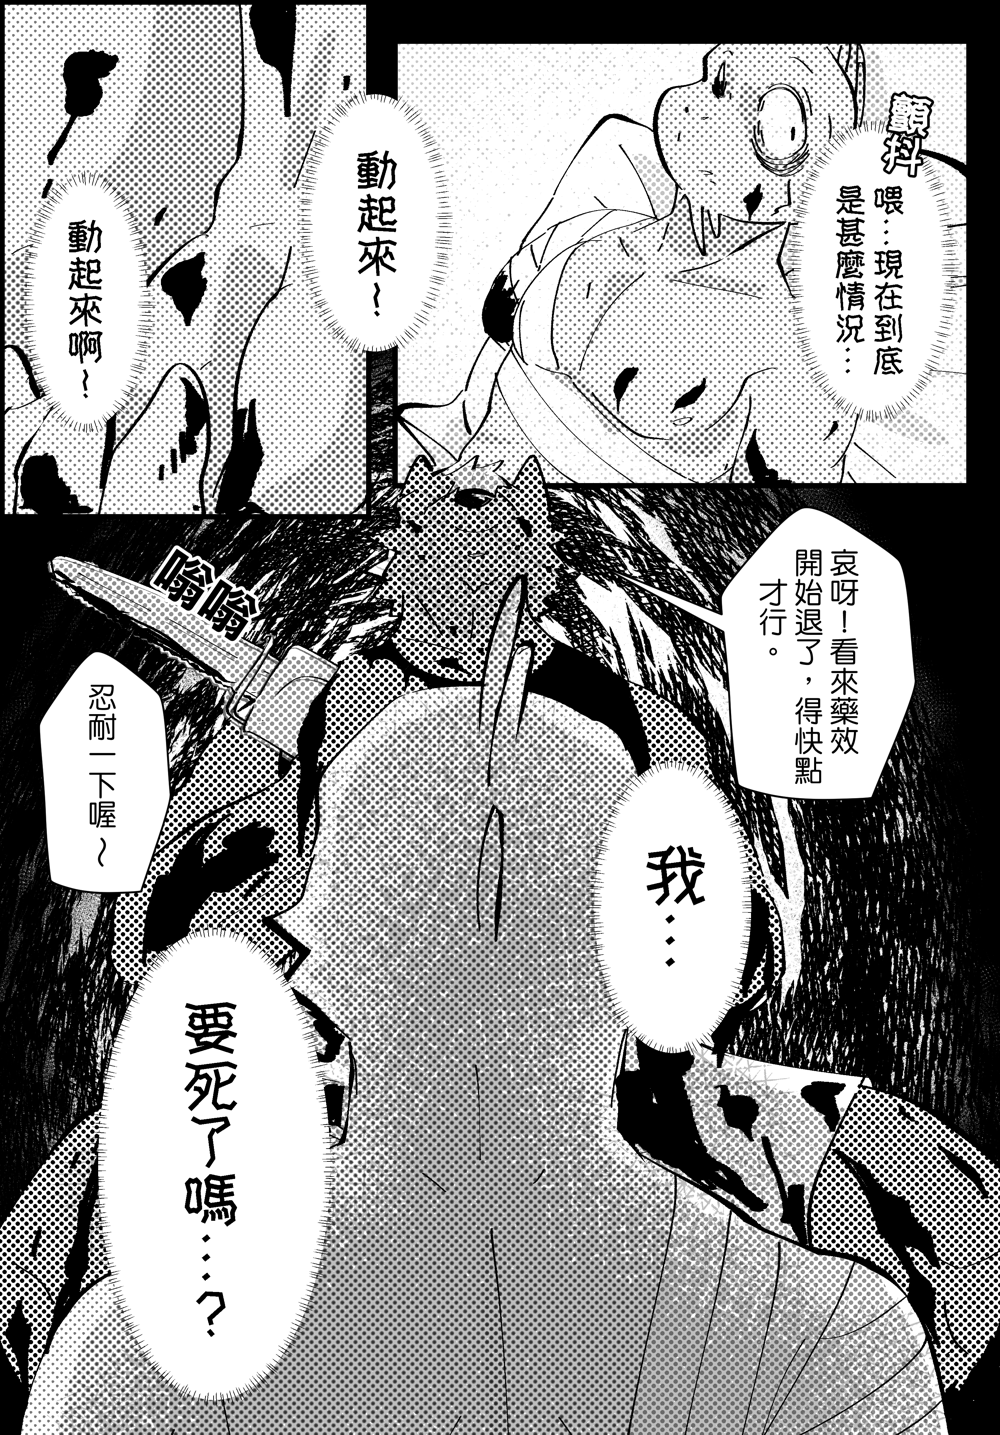 顫抖
喂…現在到底
是甚麼情況…
動起來~
動起來啊~
哀呀！看來藥效
開始退了，得快點
才行。
嗡嗡
忍耐一下喔~
我…
要死了嗎…？